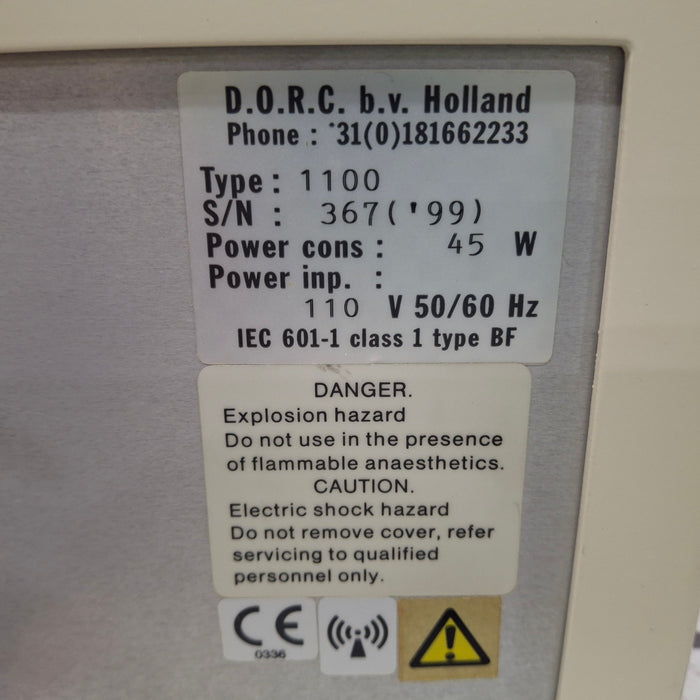 D.O.R.C. b.v. Holland
Phone : 31(0)181662233
Type : 1100
S/N : 367('99)
Power cons : 45 W
Power inp. :
110 V 50/60 Hz
IEC 601-1 class 1 type BF
DANGER.
Explosion hazard
Do not use in the presence
of flammable anaesthetics.
CAUTION.
Electric shock hazard
Do not remove cover, refer
servicing to qualified
personnel only.
CE
0336